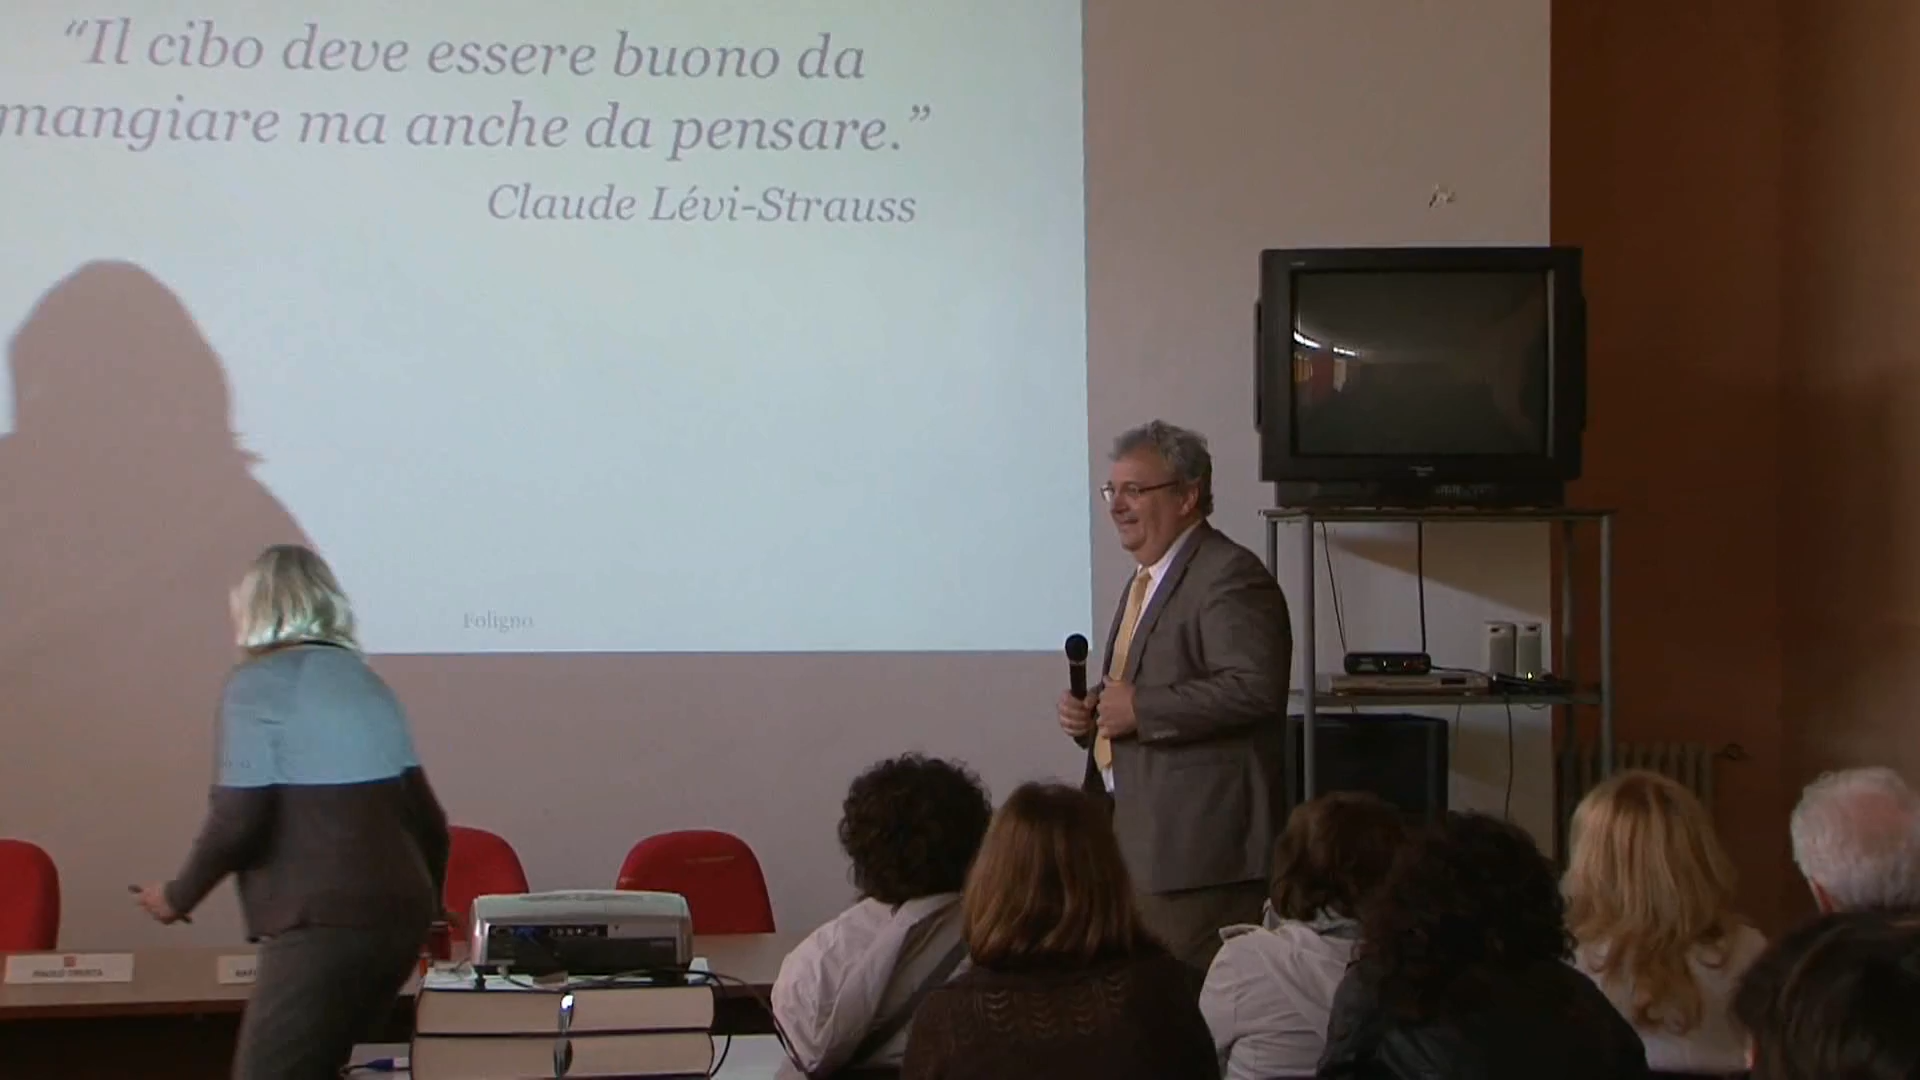 “Il cibo deve essere buono da
mangiare ma anche da pensare.”
Claude Lévi-Strauss
Foligno